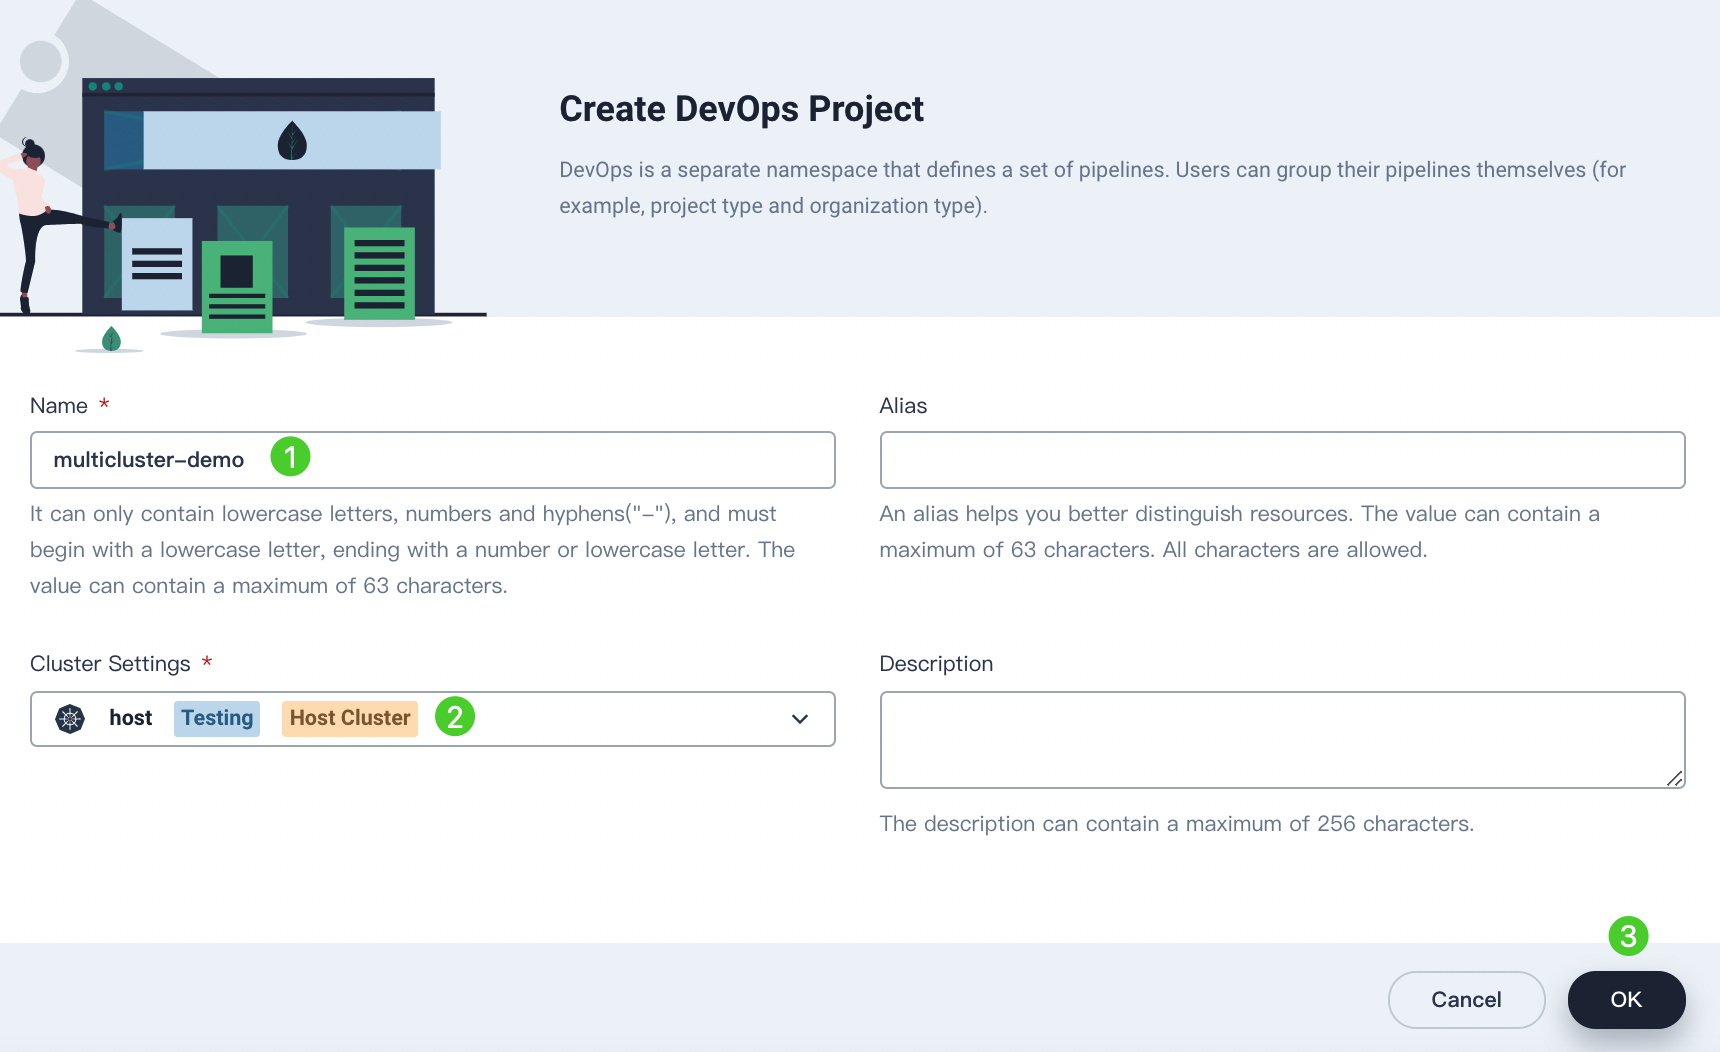 Create DevOps Project
DevOps is a separate namespace that defines a set of pipelines. Users can group their pipelines themselves (for
example, project type and organization type).
Name *
multicluster-demo 1
It can only contain lowercase letters, numbers and hyphens("-"), and must
begin with a lowercase letter, ending with a number or lowercase letter. The
value can contain a maximum of 63 characters.
Alias
An alias helps you better distinguish resources. The value can contain a
maximum of 63 characters. All characters are allowed.
Cluster Settings *
host Testing Host Cluster 2
Description
The description can contain a maximum of 256 characters.
3
Cancel OK